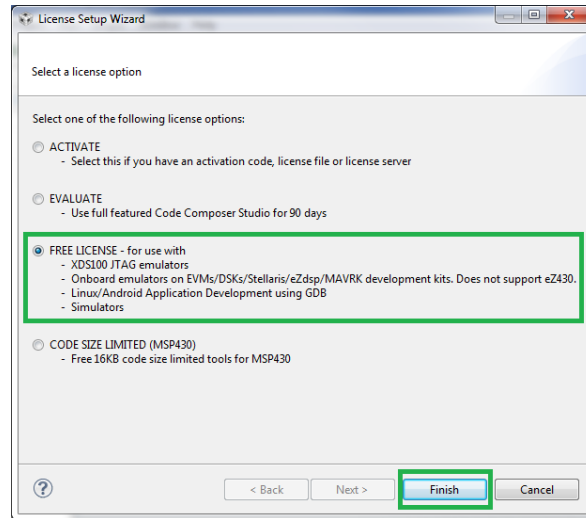 License Setup Wizard
Select a license option
Select one of the following license options:
ACTIVATE
- Select this if you have an activation code, license file or license server
EVALUATE
- Use full featured Code Composer Studio for 90 days
FREE LICENSE - for use with
- XDS100 JTAG emulators
- Onboard emulators on EVMs/DSKs/Stellaris/eZdsp/MAVRK development kits. Does not support eZ430.
- Linux/Android Application Development using GDB
- Simulators
CODE SIZE LIMITED (MSP430)
- Free 16KB code size limited tools for MSP430
? < Back Next > Finish Cancel